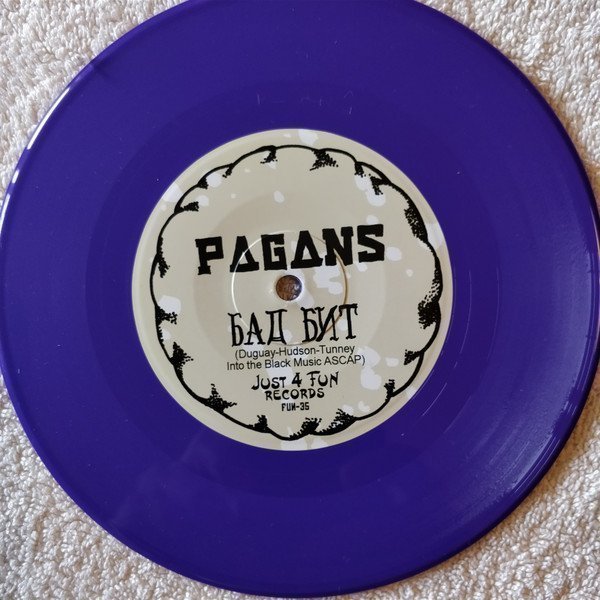 PAGANS
БАД БИТ
(Duguay-Hudson-Tunney
Into the Black Music ASCAP)
JUST 4 FUN
RECORDS
FUN-35